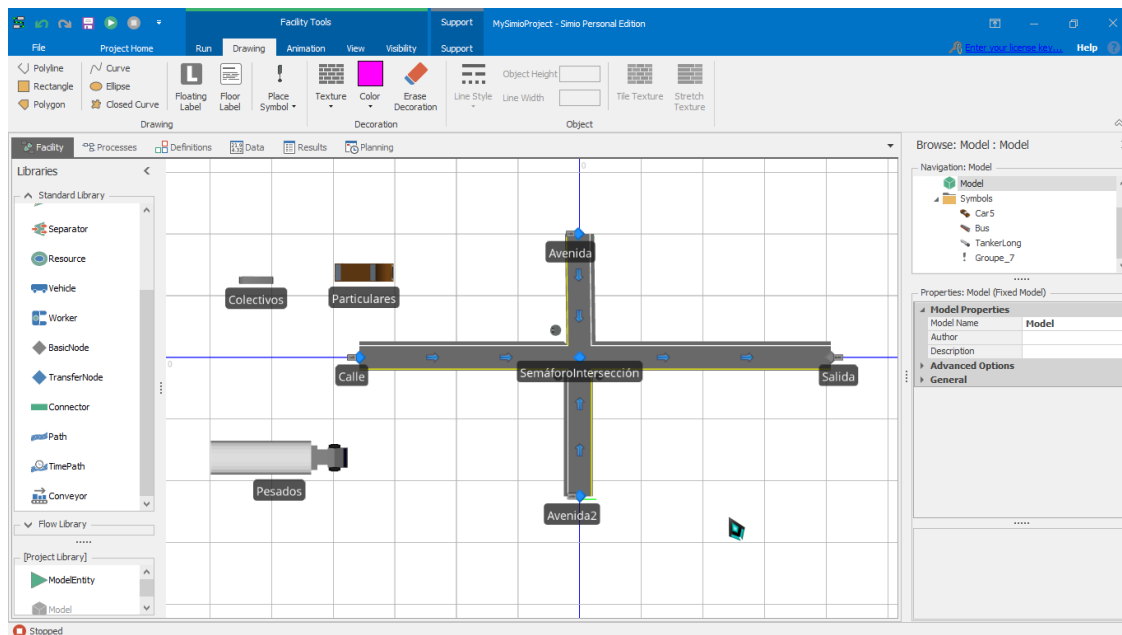 Facility Tools
Support
MySimioProject - Simio Personal Edition
File
Project Home
Run
Drawing
Animation
View
Visibility
Support
Enter your license key...
Help
Polyline
Curve
Rectangle
Ellipse
Polygon
Closed Curve
Floating Label
Floor Label
Place Symbol
Texture
Color
Erase Decoration
Line Style
Object Height
Line Width
Tile Texture
Stretch Texture
Drawing
Decoration
Object
Facility
Processes
Definitions
Data
Results
Planning
Browse: Model : Model
Libraries
Standard Library
Separator
Resource
Vehicle
Worker
BasicNode
TransferNode
Connector
Path
TimePath
Conveyor
Flow Library
[Project Library]
ModelEntity
Model
0
0
Avenida
Colectivos
Particulares
Calle
SemáforoIntersección
Salida
Pesados
Avenida2
Navigation: Model
Model
Symbols
Car5
Bus
TankerLong
Groupe_7
Properties: Model (Fixed Model)
Model Properties
Model Name
Model
Author
Description
Advanced Options
General
Stopped